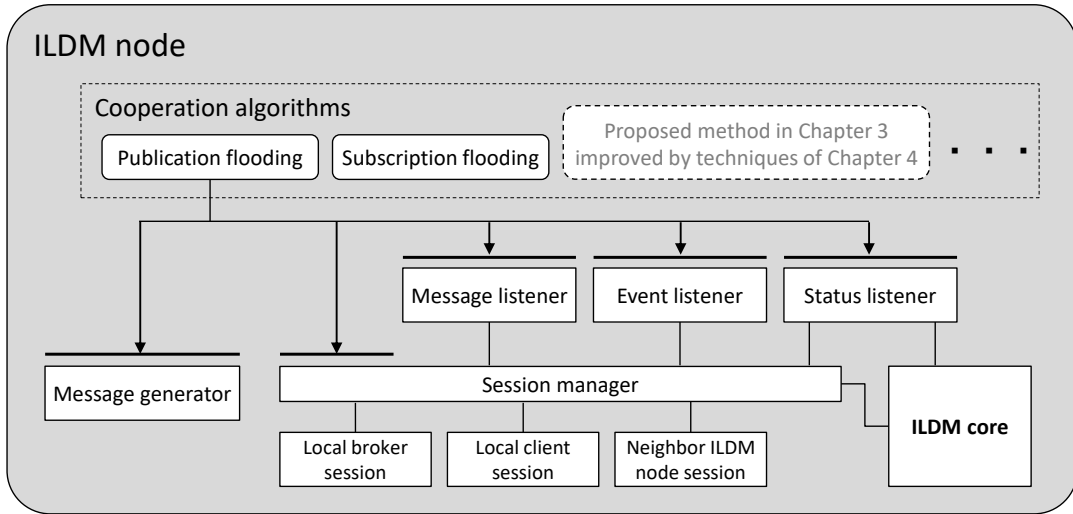 ILDM node
Cooperation algorithms
Publication flooding
Subscription flooding
Proposed method in Chapter 3
improved by techniques of Chapter 4
. . .
Message listener
Event listener
Status listener
Message generator
Session manager
ILDM core
Local broker
session
Local client
session
Neighbor ILDM
node session